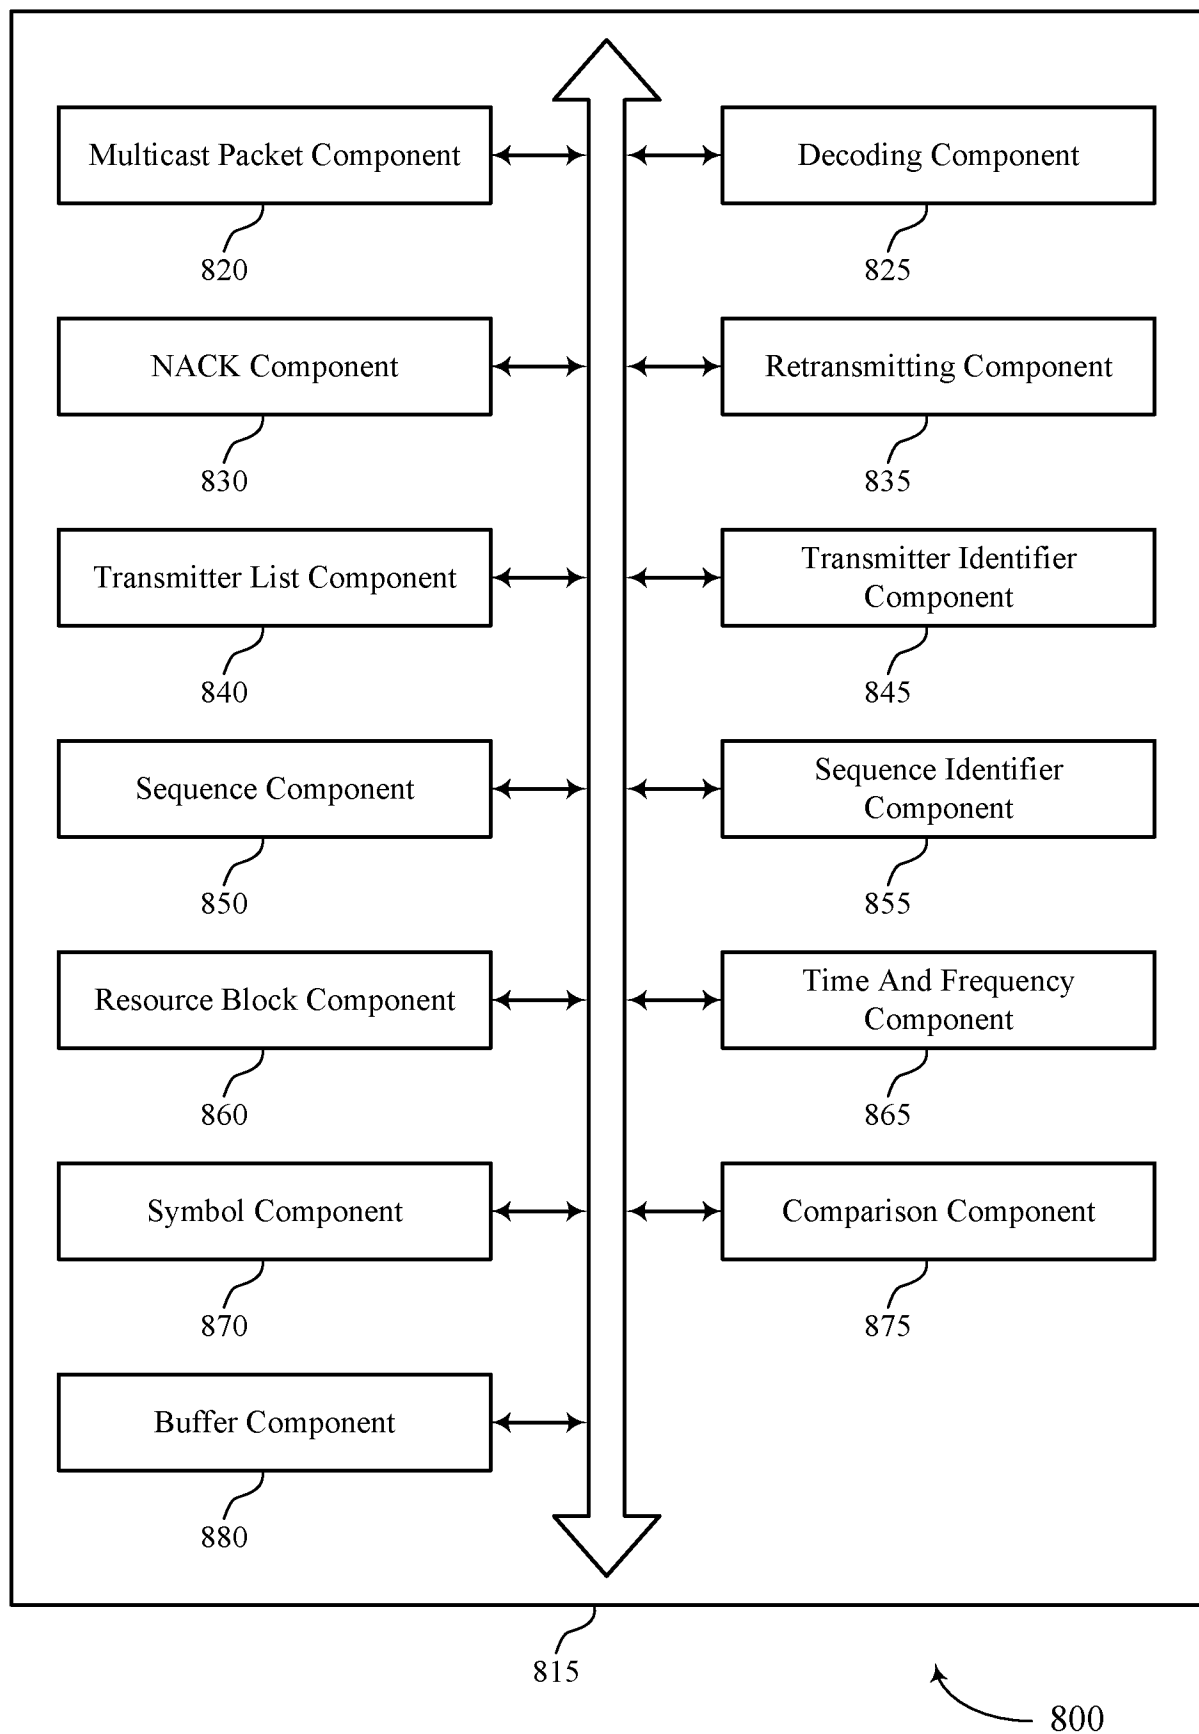 Multicast Packet Component
820
Decoding Component
825
NACK Component
830
Retransmitting Component
835
Transmitter List Component
840
Transmitter Identifier
Component
845
Sequence Component
850
Sequence Identifier
Component
855
Resource Block Component
860
Time And Frequency
Component
865
Symbol Component
870
Comparison Component
875
Buffer Component
880
815
800